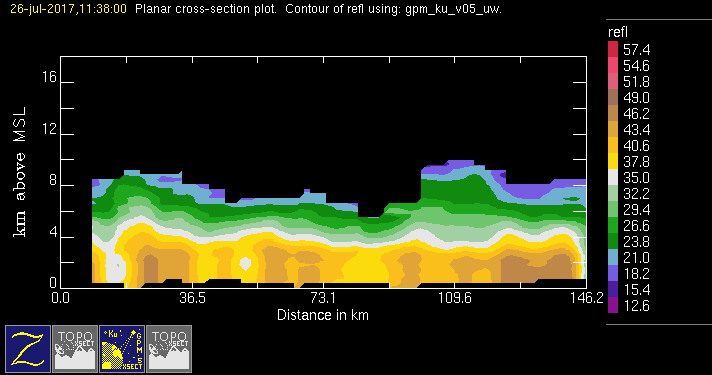 26-jul-2017,11:38:00 Planar cross-section plot. Contour of refl using: gpm_ku_v05_uw.
refl
57.4
54.6
51.8
49.0
46.2
43.4
40.6
37.8
35.0
32.2
29.4
26.6
23.8
21.0
18.2
15.4
12.6
km above MSL
16
12
8
4
0
0.0 36.5 73.1 109.6 146.2
Distance in km
Z
TOPO
XSECT
"Ku"
GPM'S
XSECT
TOPO
XSECT